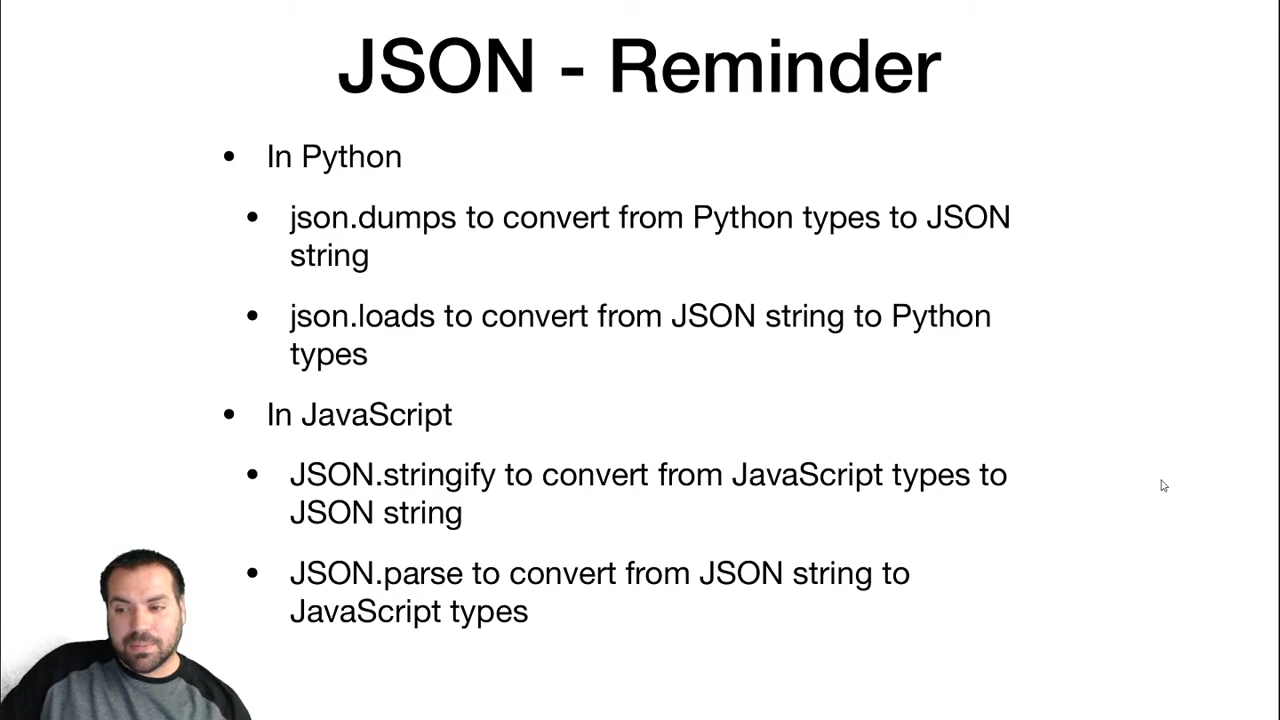 JSON - Reminder
• In Python
• json.dumps to convert from Python types to JSON
string
• json.loads to convert from JSON string to Python
types
• In JavaScript
• JSON.stringify to convert from JavaScript types to
JSON string
• JSON.parse to convert from JSON string to
JavaScript types